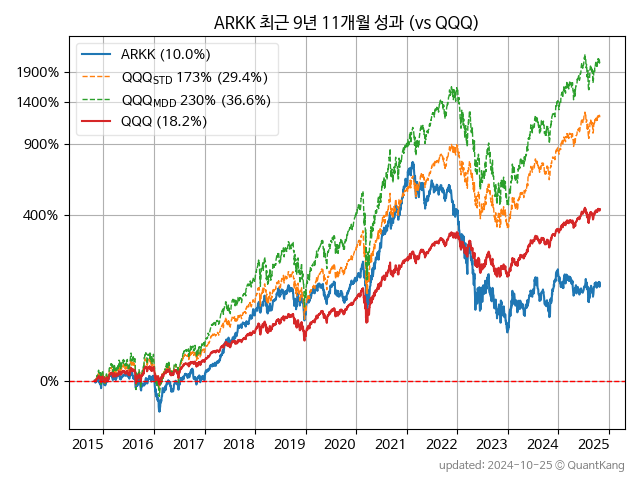 ARKK 최근 9년 11개월 성과 (vs QQQ)
ARKK (10.0%)
QQQSTD 173% (29.4%)
QQQMDD 230% (36.6%)
QQQ (18.2%)
1900%
1400%
900%
400%
0%
2015 2016 2017 2018 2019 2020 2021 2022 2023 2024 2025
updated: 2024-10-25 © QuantKang